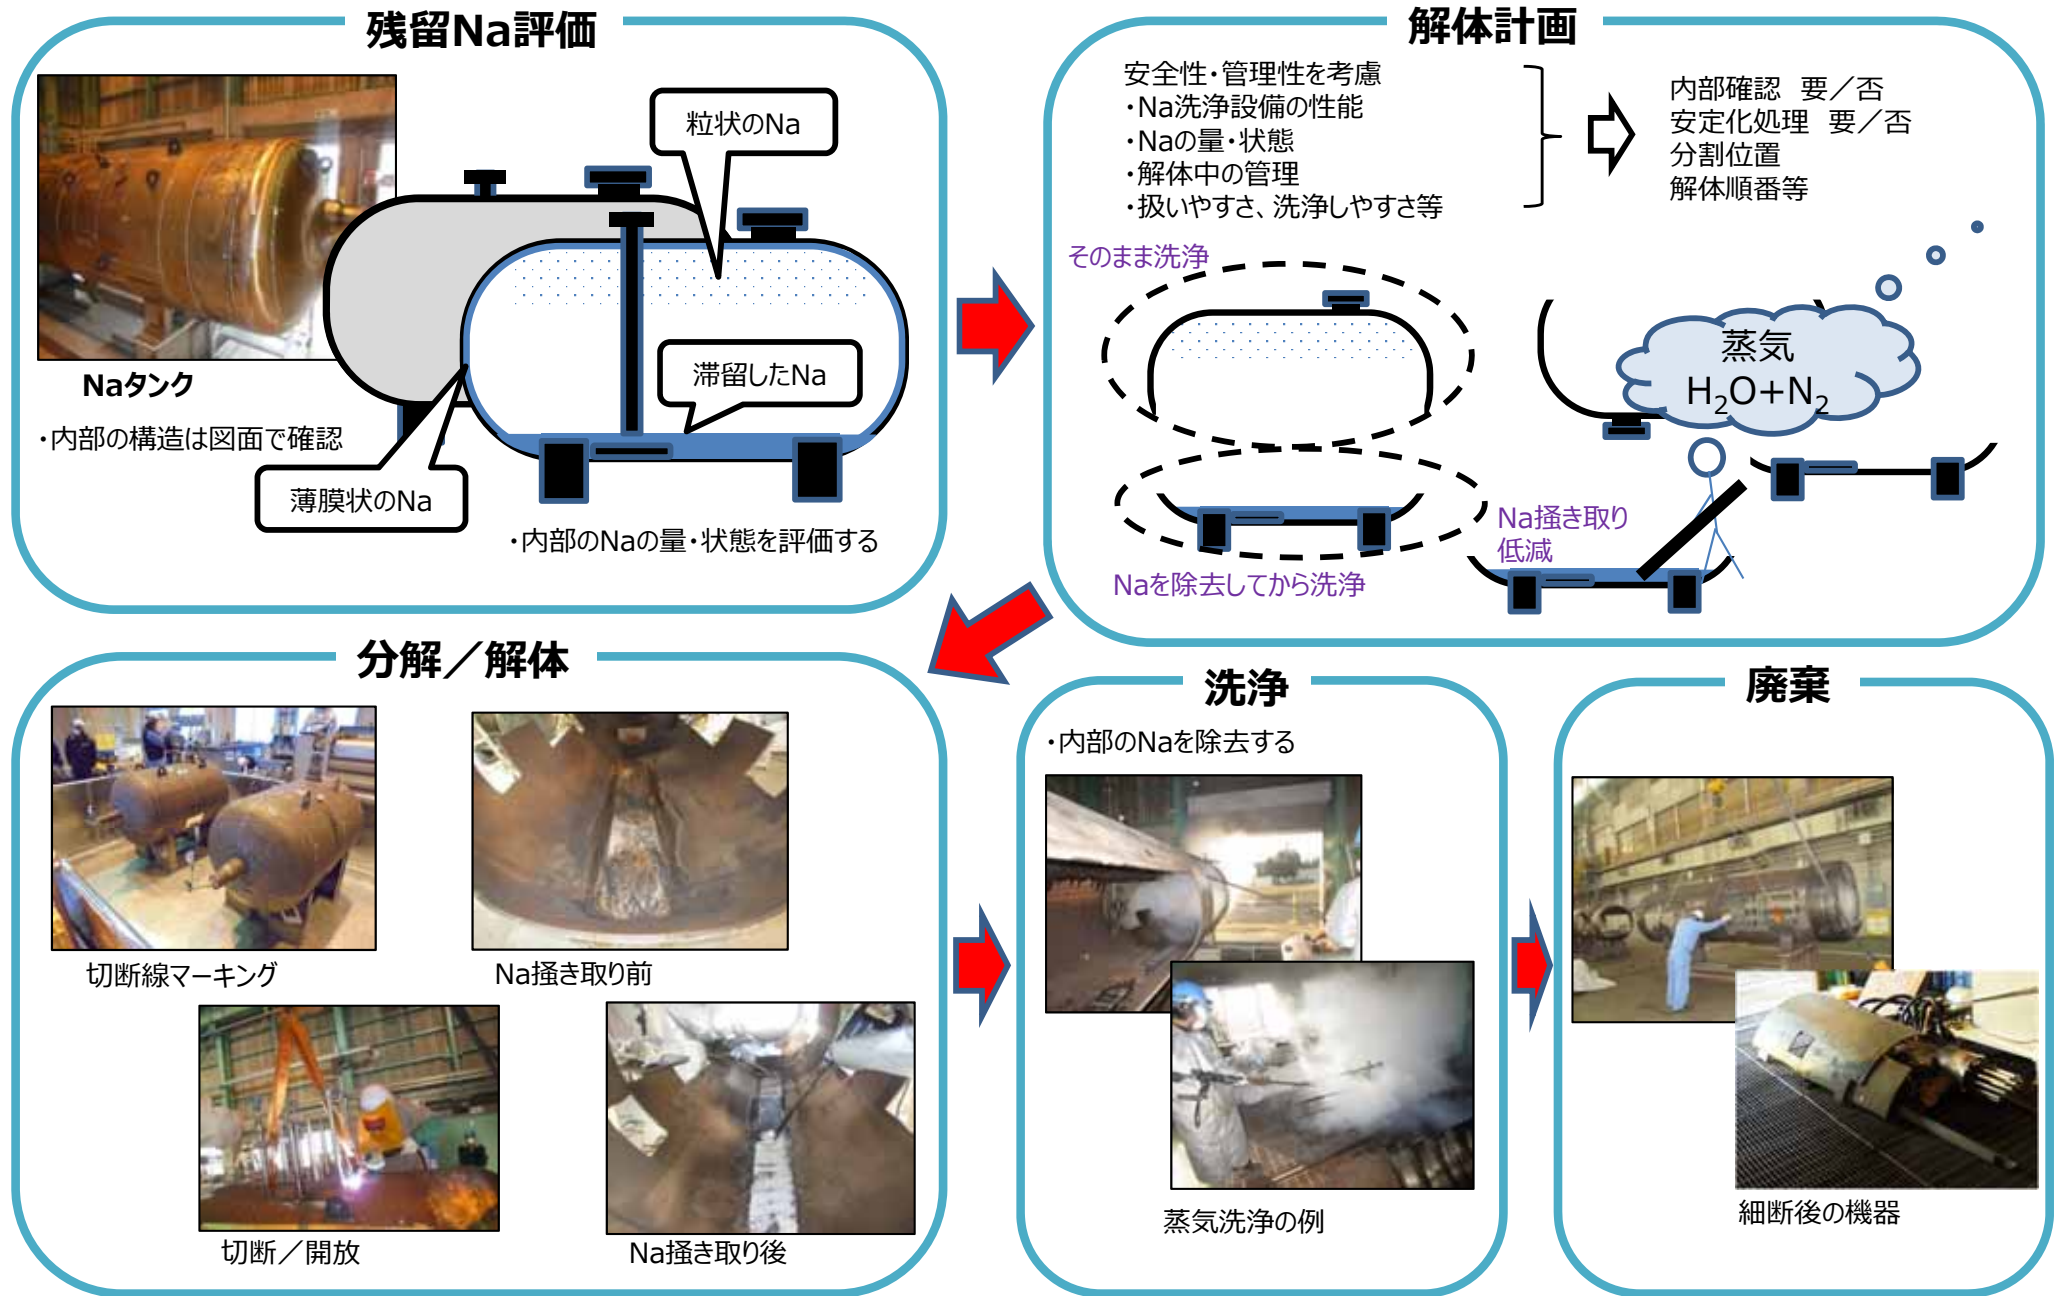 残留Na評価
粒状のNa
滞留したNa
Naタンク
・内部の構造は図面で確認
薄膜状のNa
・内部のNaの量・状態を評価する
解体計画
安全性・管理性を考慮
・Na洗浄設備の性能
・Naの量・状態
・解体中の管理
・扱いやすさ、洗浄しやすさ等
内部確認 要／否
安定化処理 要／否
分割位置
解体順番等
そのまま洗浄
蒸気
H₂O+N₂
Na掻き取り
低減
Naを除去してから洗浄
分解／解体
切断線マーキング
Na掻き取り前
切断／開放
Na掻き取り後
洗浄
・内部のNaを除去する
蒸気洗浄の例
廃棄
細断後の機器